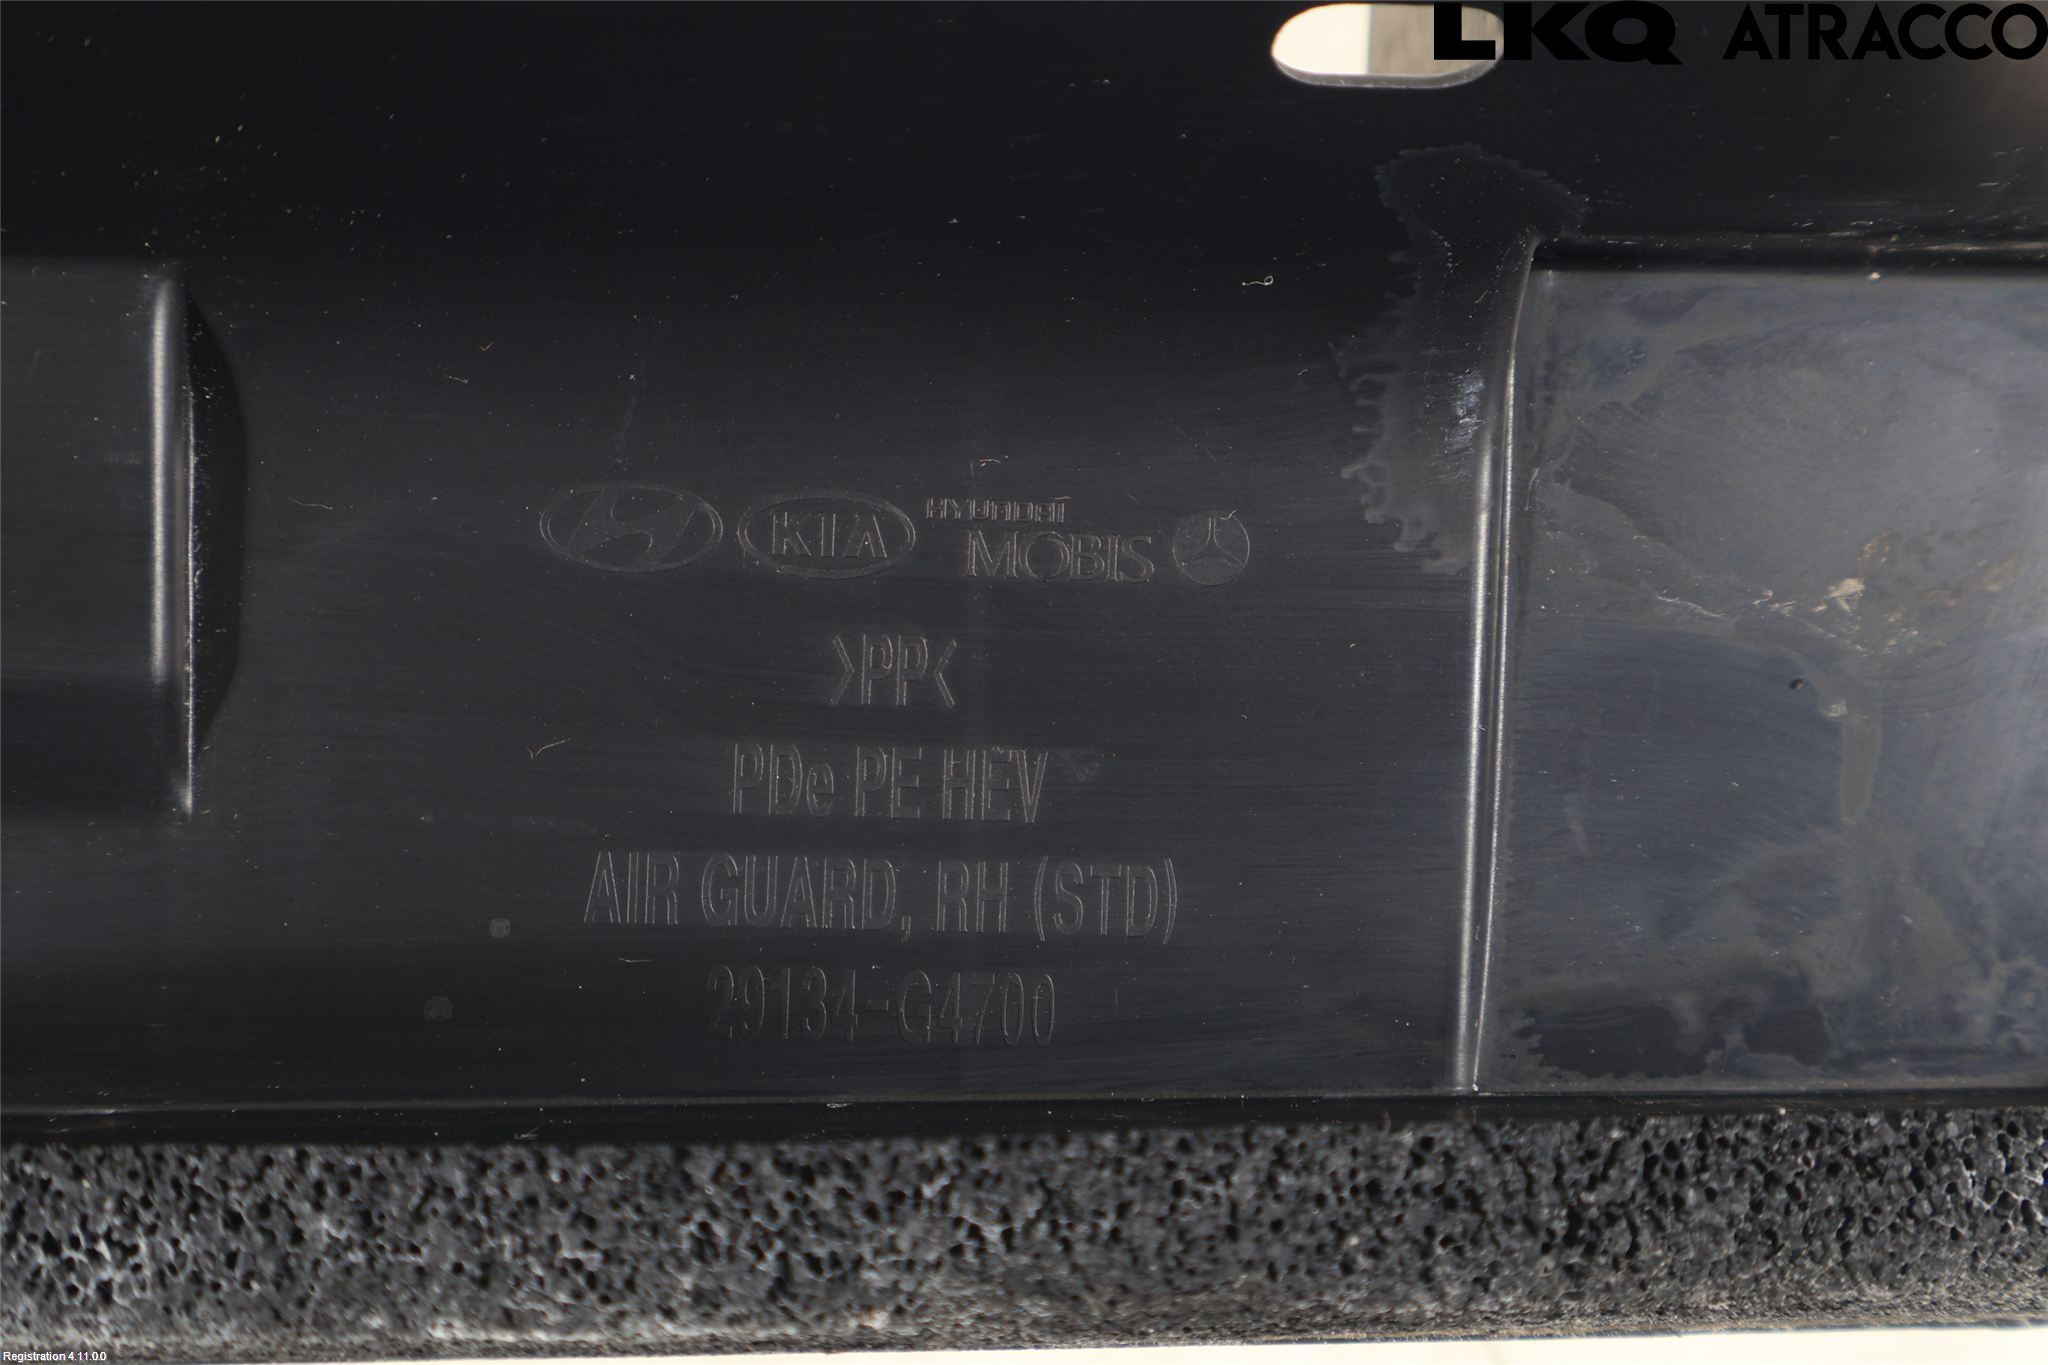 LKQ ATRACCO
KIA HYUNDAI
MOBIS
>PP<
PDe PE HEV
AIR GUARD, RH (STD)
29134-G4700
Registration 4.11.0.0